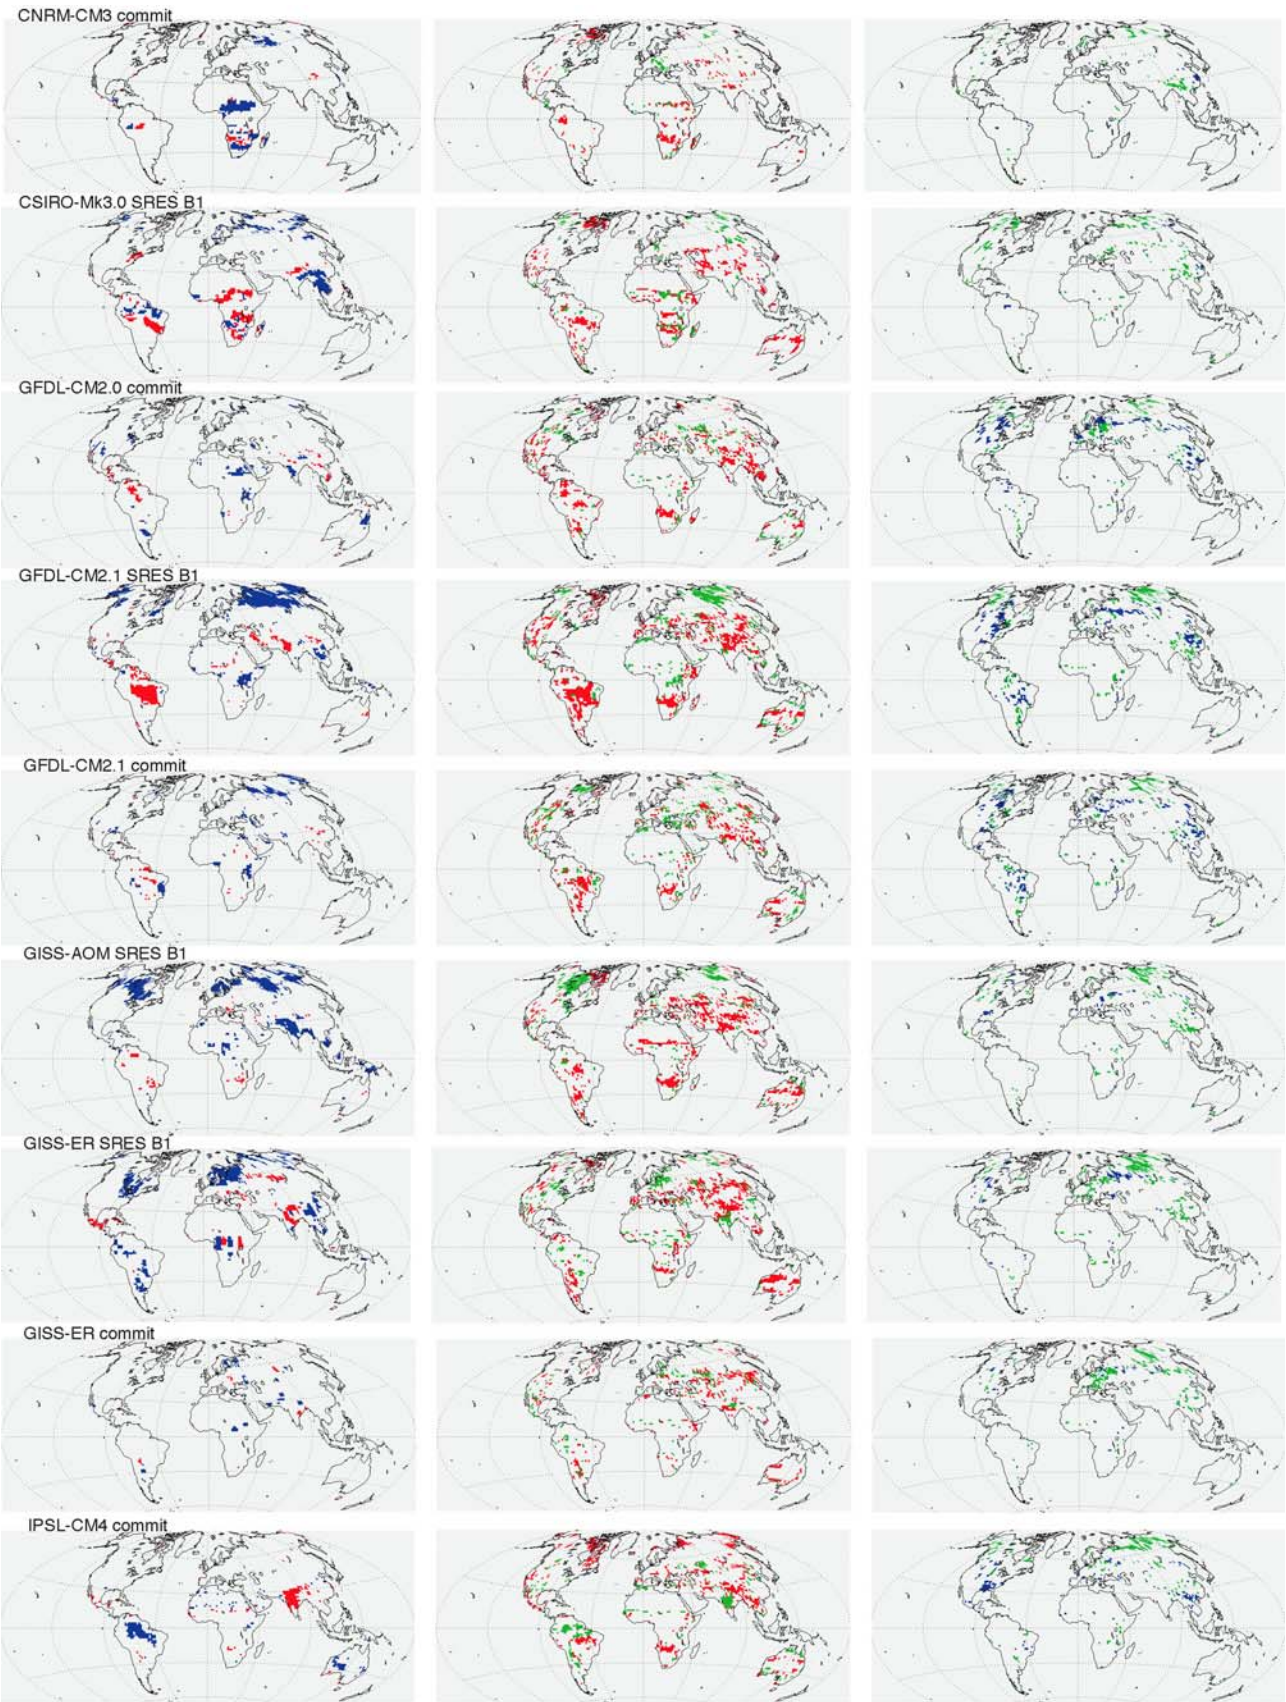 CNRM-CM3 commit
CSIRO-Mk3.0 SRES B1
GFDL-CM2.0 commit
GFDL-CM2.1 SRES B1
GFDL-CM2.1 commit
GISS-AOM SRES B1
GISS-ER SRES B1
GISS-ER commit
IPSL-CM4 commit